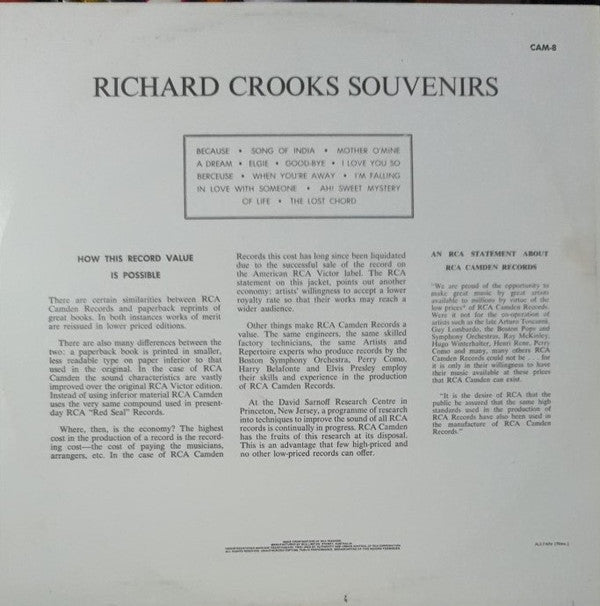 CAM-8
RICHARD CROOKS SOUVENIRS
BECAUSE • SONG OF INDIA • MOTHER O'MINE
A DREAM • ELGIE • GOOD-BYE • I LOVE YOU SO
BERCEUSE • WHEN YOU'RE AWAY • I'M FALLING
IN LOVE WITH SOMEONE • AH! SWEET MYSTERY
OF LIFE • THE LOST CHORD
HOW THIS RECORD VALUE
IS POSSIBLE
There are certain similarities between RCA
Camden Records and paperback reprints of
great books. In both instances works of merit
are reissued in lower priced editions.
There are also many differences between the
two: a paperback book is printed in smaller,
less readable type on paper inferior to that
used in the original. In the case of RCA
Camden the sound characteristics are vastly
improved over the original RCA Victor edition.
Instead of using inferior material RCA Camden
uses the very same compound used in present-
day RCA "Red Seal" Records.
Where, then, is the economy? The highest
cost in the production of a record is the record-
ing cost—the cost of paying the musicians,
arrangers, etc. In the case of RCA Camden
Records this cost has long since been liquidated
due to the successful sale of the record on
the American RCA Victor label. The RCA
statement on this jacket, points out another
economy: artists' willingness to accept a lower
royalty rate so that their works may reach a
wider audience.
Other things make RCA Camden Records a
value. The same engineers, the same skilled
factory technicians, the same Artists and
Repertoire experts who produce records by the
Boston Symphony Orchestra, Perry Como,
Harry Belafonte and Elvis Presley employ
their skills and experience in the production
of RCA Camden Records.
At the David Sarnoff Research Centre in
Princeton, New Jersey, a programme of research
into techniques to improve the sound of all RCA
records is continually in progress. RCA Camden
has the fruits of this research at its disposal.
This is an advantage that few high-priced and
no other low-priced records can offer.
AN RCA STATEMENT ABOUT
RCA CAMDEN RECORDS
"We are proud of the opportunity to
make great music by great artists
available to millions by virtue of the
low prices" of RCA Camden Records.
Were it not for the co-operation of
artists such as the late Arturo Toscanini,
Guy Lombardo, the Boston Pops and
Symphony Orchestras, Ray McKinley,
Hugo Winterhalter, Henri Rene, Perry
Como and many, many others RCA
Camden Records could not be . . . for
it is only in their willingness to have
their music available at these prices
that RCA Camden can exist.
"It is the desire of RCA that the
public be assured that the same high
standards used in the production of
RCA Records have also been used in
the manufacture of RCA Camden
Records."